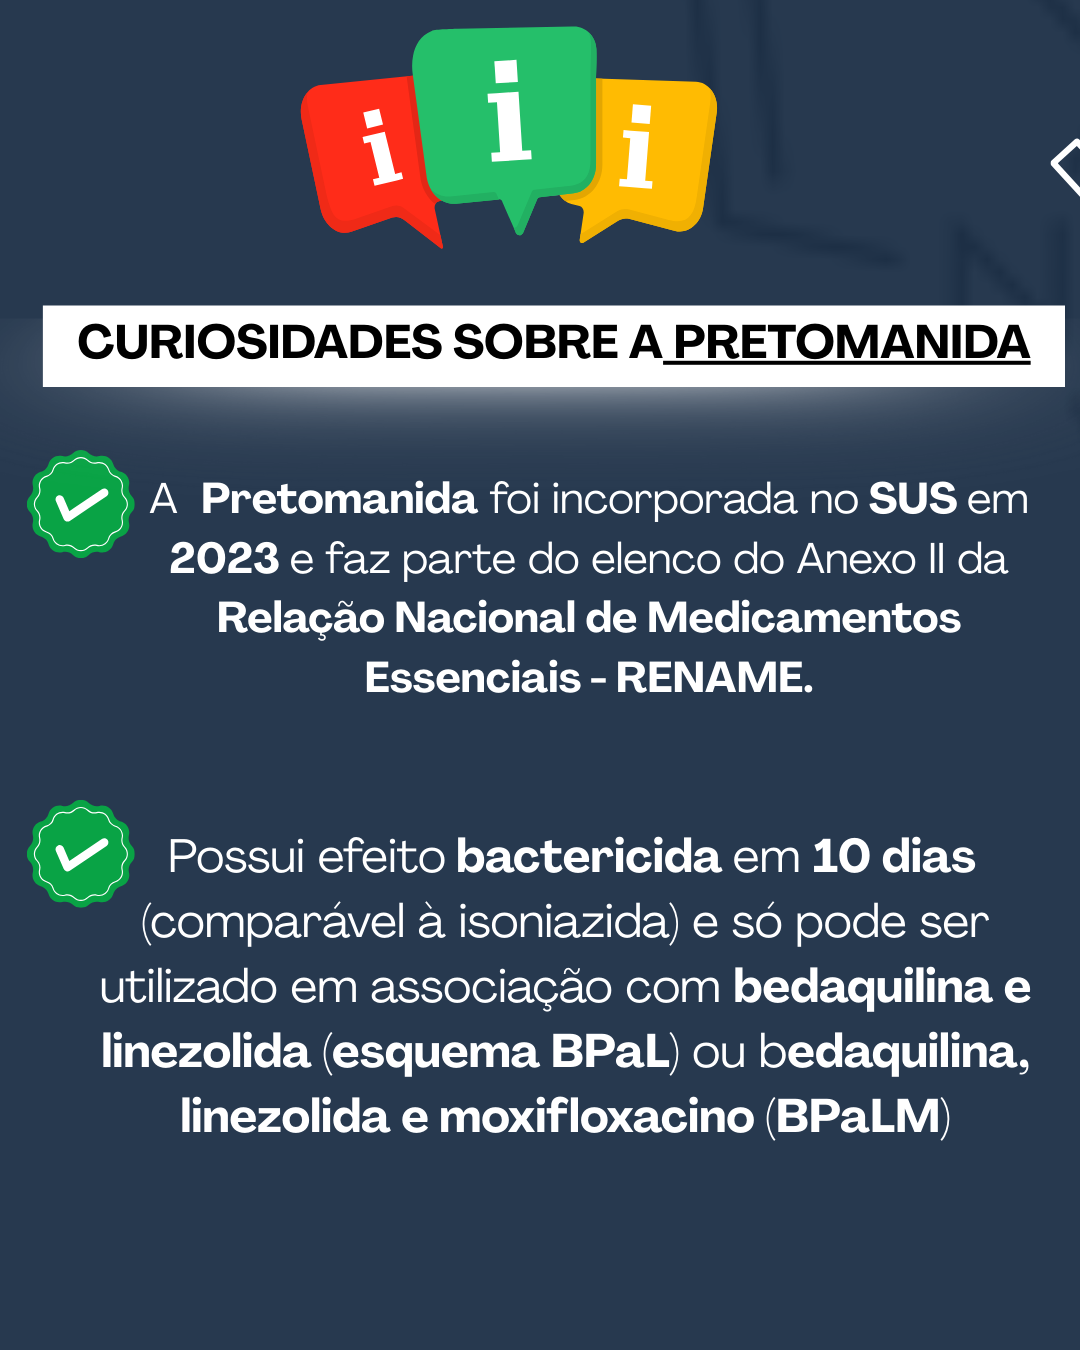 i i i
CURIOSIDADES SOBRE A PRETOMANIDA
A Pretomanida foi incorporada no SUS em
2023 e faz parte do elenco do Anexo II da
Relação Nacional de Medicamentos
Essenciais - RENAME.
Possui efeito bactericida em 10 dias
(comparável à isoniazida) e só pode ser
utilizado em associação com bedaquilina e
linezolida (esquema BPaL) ou bedaquilina,
linezolida e moxifloxacino (BPaLM)